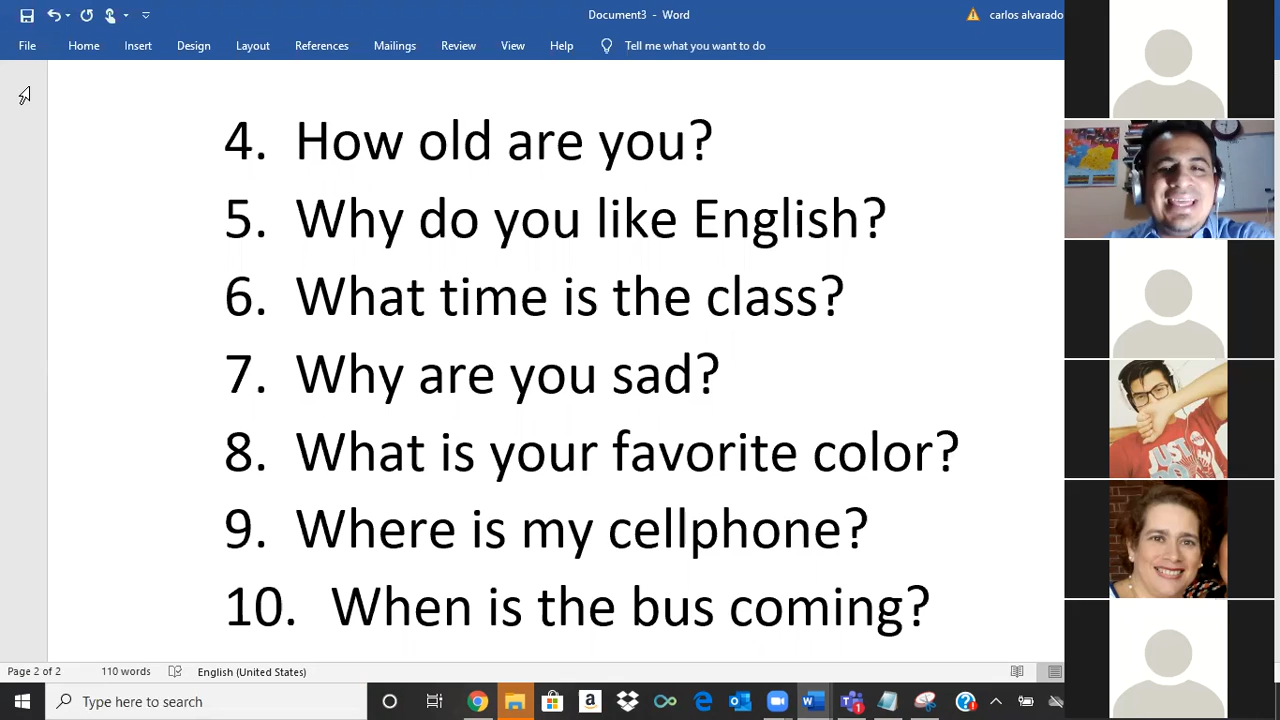 Document3 - Word
carlos alvarado
File Home Insert Design Layout References Mailings Review View Help Tell me what you want to do
4. How old are you?
5. Why do you like English?
6. What time is the class?
7. Why are you sad?
8. What is your favorite color?
9. Where is my cellphone?
10. When is the bus coming?
JUST
Page 2 of 2 110 words English (United States)
Type here to search